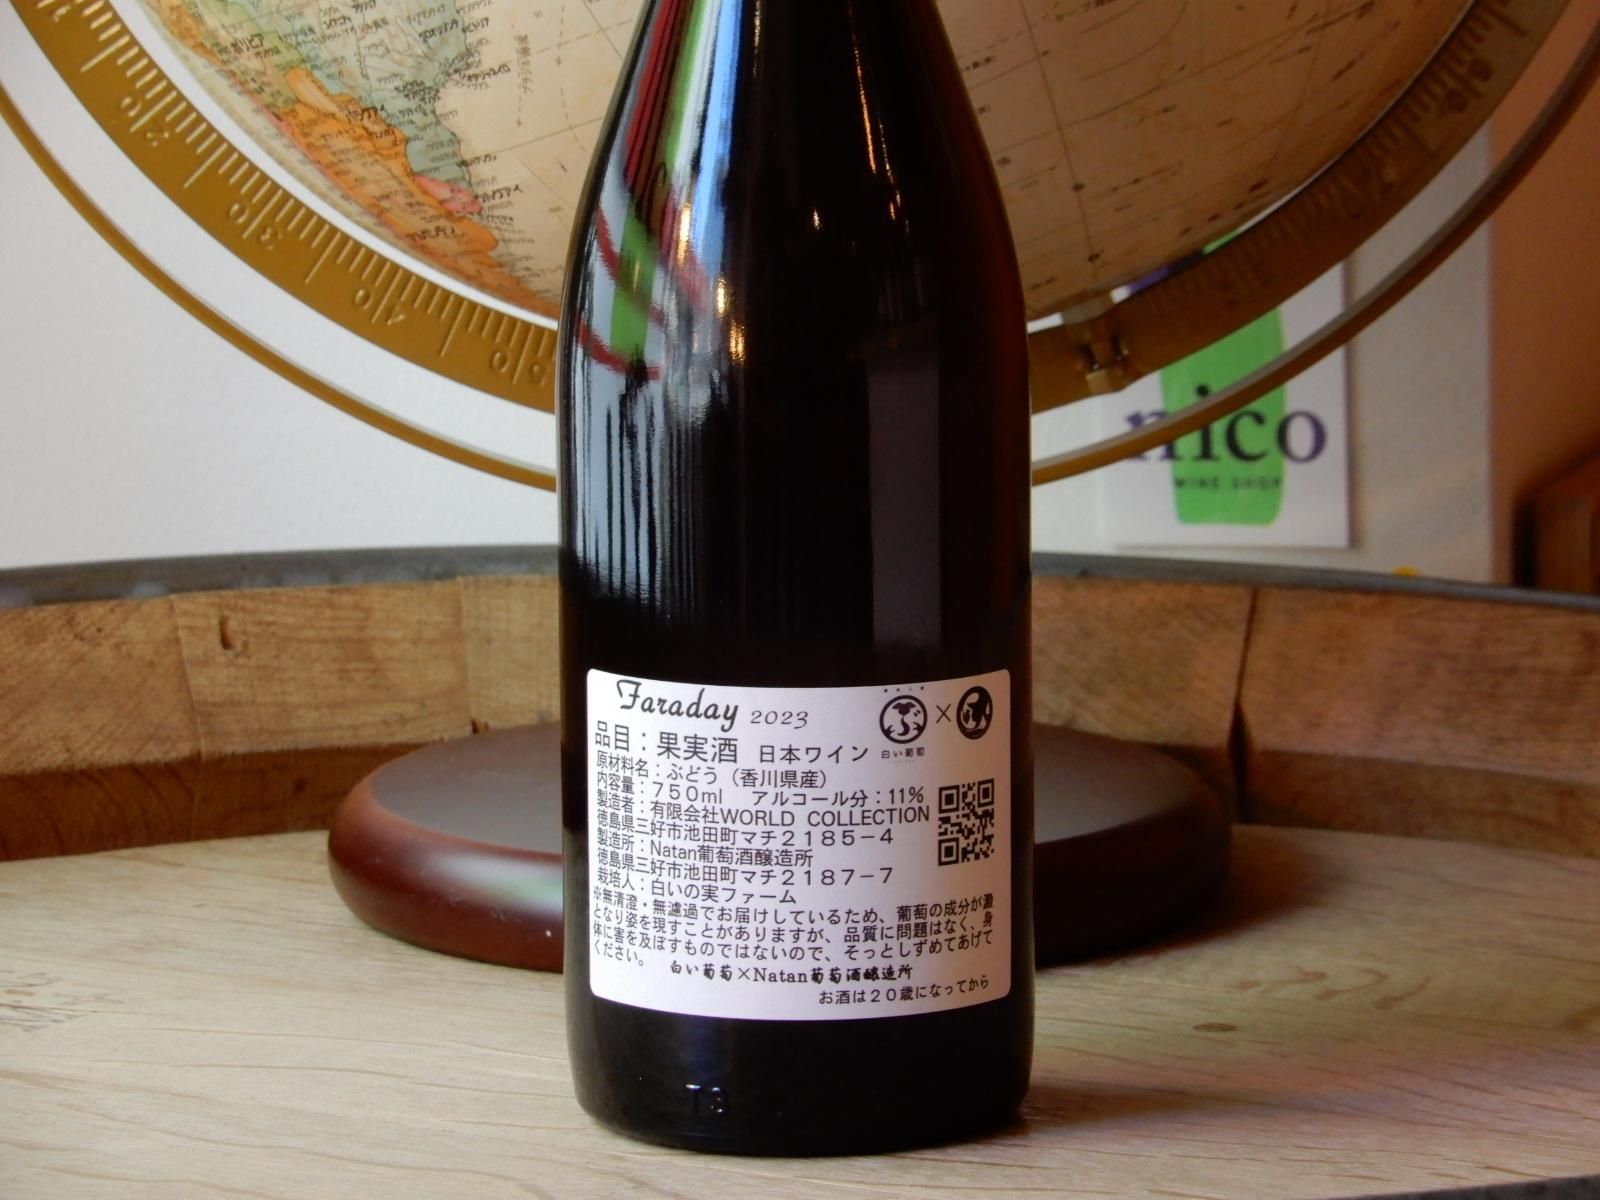 nico
WINE SHOP
Faraday 2023
ぶ × 
白い葡萄
品目：果実酒 日本ワイン
原材料名：ぶどう（香川県産）
内容量：７５０ml アルコール分：11%
製造者：有限会社WORLD COLLECTION
徳島県三好市池田町マチ２１８５－４
製造所：Natan葡萄酒醸造所
徳島県三好市池田町マチ２１８７－７
栽培人：白いの実ファーム
※無清澄・無濾過でお届けしているため、葡萄の成分が澱
となり姿を現すことがありますが、品質に問題はなく、身
体に害を及ぼすものではないので、そっとしずめてあげて
ください。
白い葡萄×Natan葡萄酒醸造所
お酒は２０歳になってから